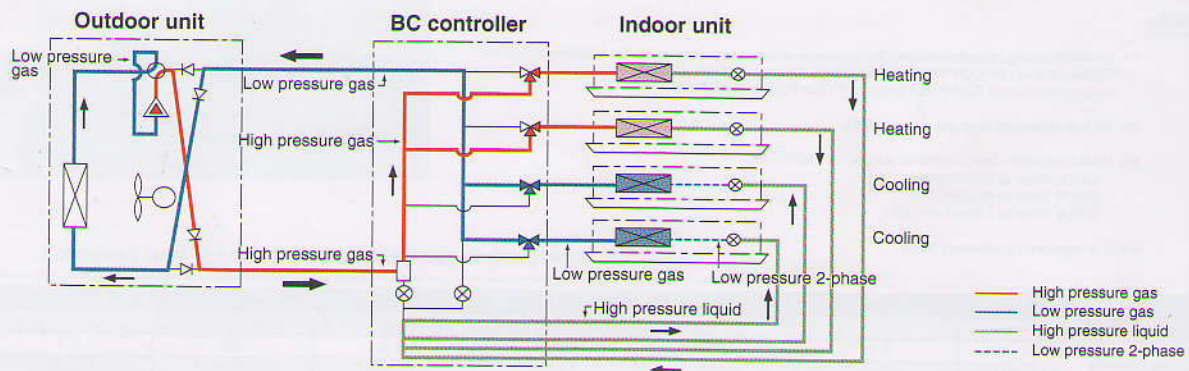 Outdoor unit
BC controller
Indoor unit
Low pressure
gas
Low pressure gas
Heating
High pressure gas
Heating
Cooling
Cooling
High pressure gas
Low pressure gas
Low pressure 2-phase
High pressure liquid
High pressure gas
Low pressure gas
High pressure liquid
Low pressure 2-phase